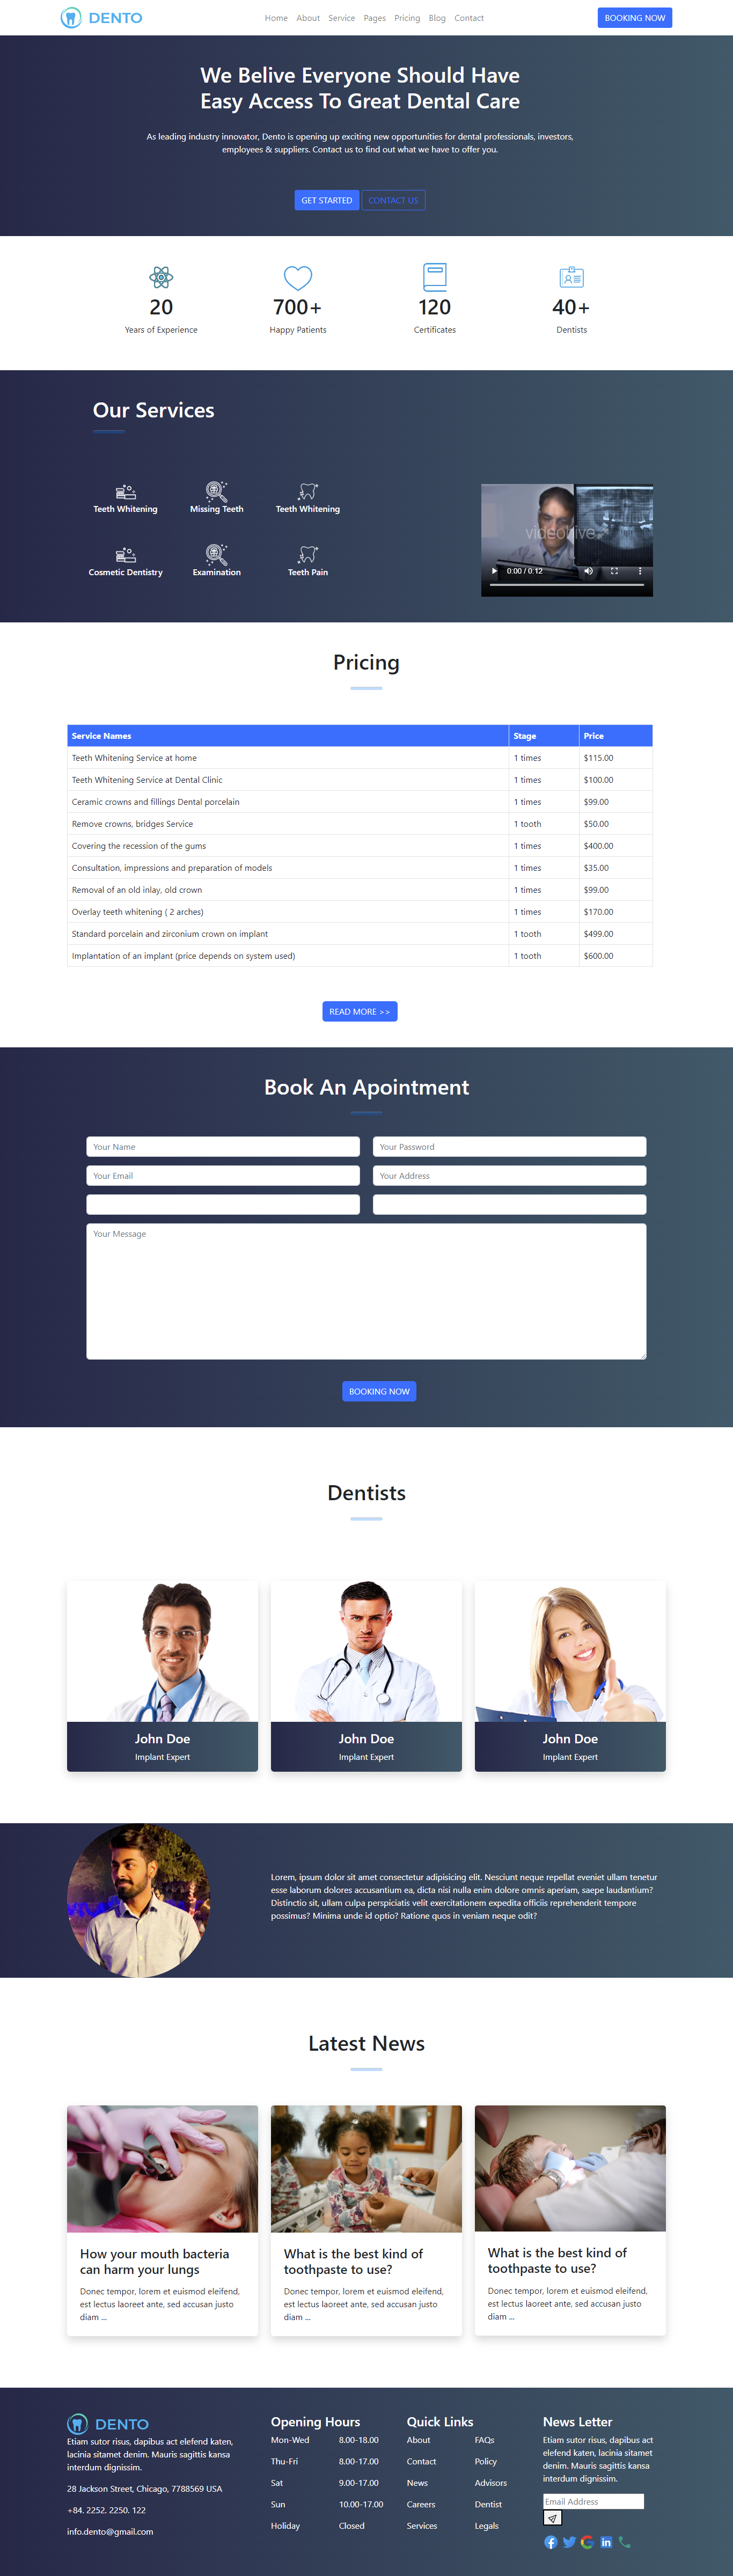 DENTO
Home About Service Pages Pricing Blog Contact
BOOKING NOW
We Belive Everyone Should Have
Easy Access To Great Dental Care
As leading industry innovator, Dento is opening up exciting new opportunities for dental professionals, investors,
employees & suppliers. Contact us to find out what we have to offer you.
GET STARTED CONTACT US
20 700+ 120 40+
Years of Experience Happy Patients Certificates Dentists
Our Services
Teeth Whitening Missing Teeth Teeth Whitening
Cosmetic Dentistry Examination Teeth Pain
videohive
0:00 / 0:12
Pricing
Service Names Stage Price
Teeth Whitening Service at home 1 times $115.00
Teeth Whitening Service at Dental Clinic 1 times $100.00
Ceramic crowns and fillings Dental porcelain 1 times $99.00
Remove crowns, bridges Service 1 tooth $50.00
Covering the recession of the gums 1 times $400.00
Consultation, impressions and preparation of models 1 times $35.00
Removal of an old inlay, old crown 1 times $99.00
Overlay teeth whitening ( 2 arches) 1 times $170.00
Standard porcelain and zirconium crown on implant 1 tooth $499.00
Implantation of an implant (price depends on system used) 1 tooth $600.00
READ MORE >>
Book An Apointment
Your Name Your Password
Your Email Your Address
Your Message
BOOKING NOW
Dentists
John Doe John Doe John Doe
Implant Expert Implant Expert Implant Expert
Lorem, ipsum dolor sit amet consectetur adipisicing elit. Nesciunt neque repellat eveniet ullam tenetur
esse laborum dolores accusantium ea, dicta nisi nulla enim dolore omnis aperiam, saepe laudantium?
Distinctio sit, ullam culpa perspiciatis velit exercitationem expedita officiis reprehenderit tempore
possimus? Minima unde id optio? Ratione quos in veniam neque odit?
Latest News
How your mouth bacteria
can harm your lungs
Donec tempor, lorem et euismod eleifend,
est lectus laoreet ante, sed accusan justo
diam ...
What is the best kind of
toothpaste to use?
Donec tempor, lorem et euismod eleifend,
est lectus laoreet ante, sed accusan justo
diam ...
What is the best kind of
toothpaste to use?
Donec tempor, lorem et euismod eleifend,
est lectus laoreet ante, sed accusan justo
diam ...
DENTO
Etiam sutor risus, dapibus act elefend katen,
lacinia sitamet denim. Mauris sagittis kansa
interdum dignissim.
28 Jackson Street, Chicago, 7788569 USA
+84. 2252. 2250. 122
info.dento@gmail.com
Opening Hours
Mon-Wed 8.00-18.00
Thu-Fri 8.00-17.00
Sat 9.00-17.00
Sun 10.00-17.00
Holiday Closed
Quick Links
About FAQs
Contact Policy
News Advisors
Careers Dentist
Services Legals
News Letter
Etiam sutor risus, dapibus act
elefend katen, lacinia sitamet
denim. Mauris sagittis kansa
interdum dignissim.
Email Address